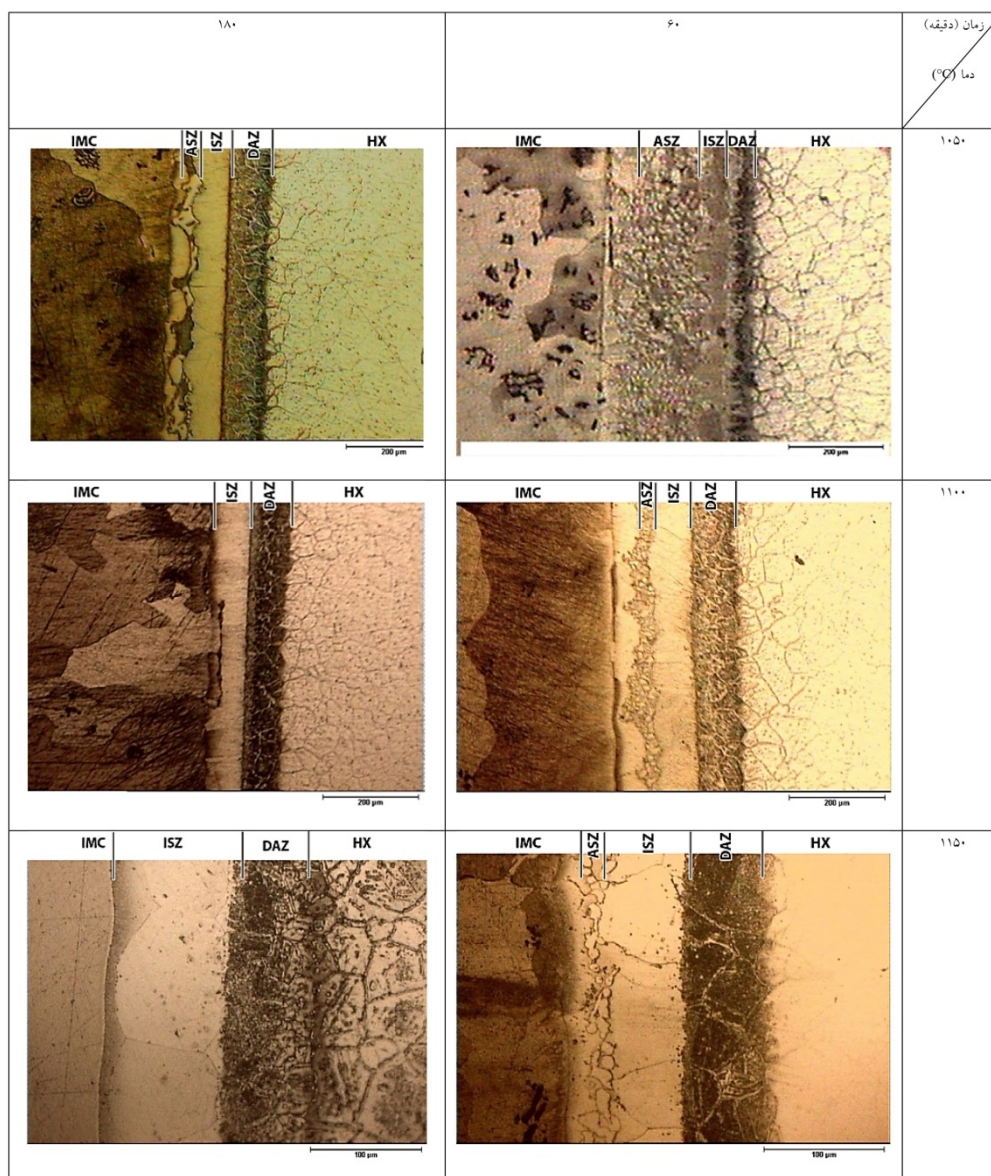 زمان (دقیقه)
دما (°C)
۶۰
۱۸۰
۱۰۵۰
IMC ASZ ISZ DAZ HX
200 µm
IMC ASZ ISZ DAZ HX
200 µm
۱۱۰۰
IMC ISZ DAZ HX
200 µm
IMC ASZ ISZ DAZ HX
200 µm
۱۱۵۰
IMC ISZ DAZ HX
100 µm
IMC ASZ ISZ DAZ HX
100 µm